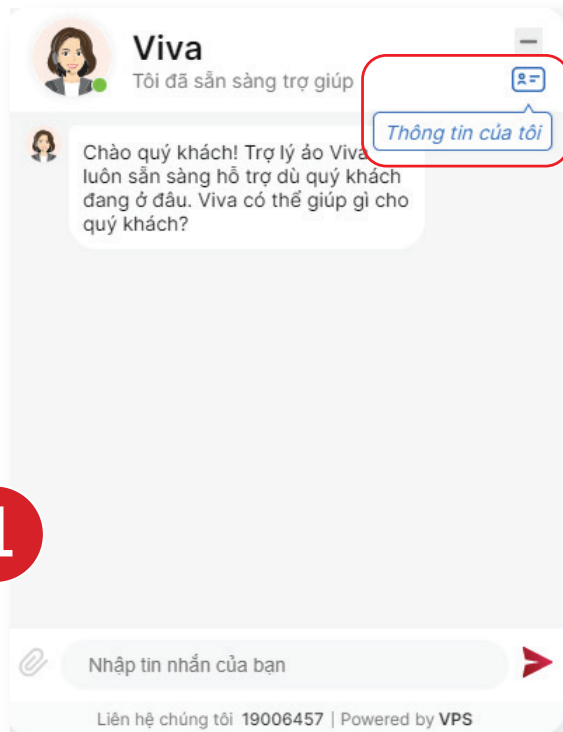 Viva
Tôi đã sẵn sàng trợ giúp
Thông tin của tôi
Chào quý khách! Trợ lý ảo Viva
luôn sẵn sàng hỗ trợ dù quý khách
đang ở đâu. Viva có thể giúp gì cho
quý khách?
1
Nhập tin nhắn của bạn
Liên hệ chúng tôi 19006457 | Powered by VPS